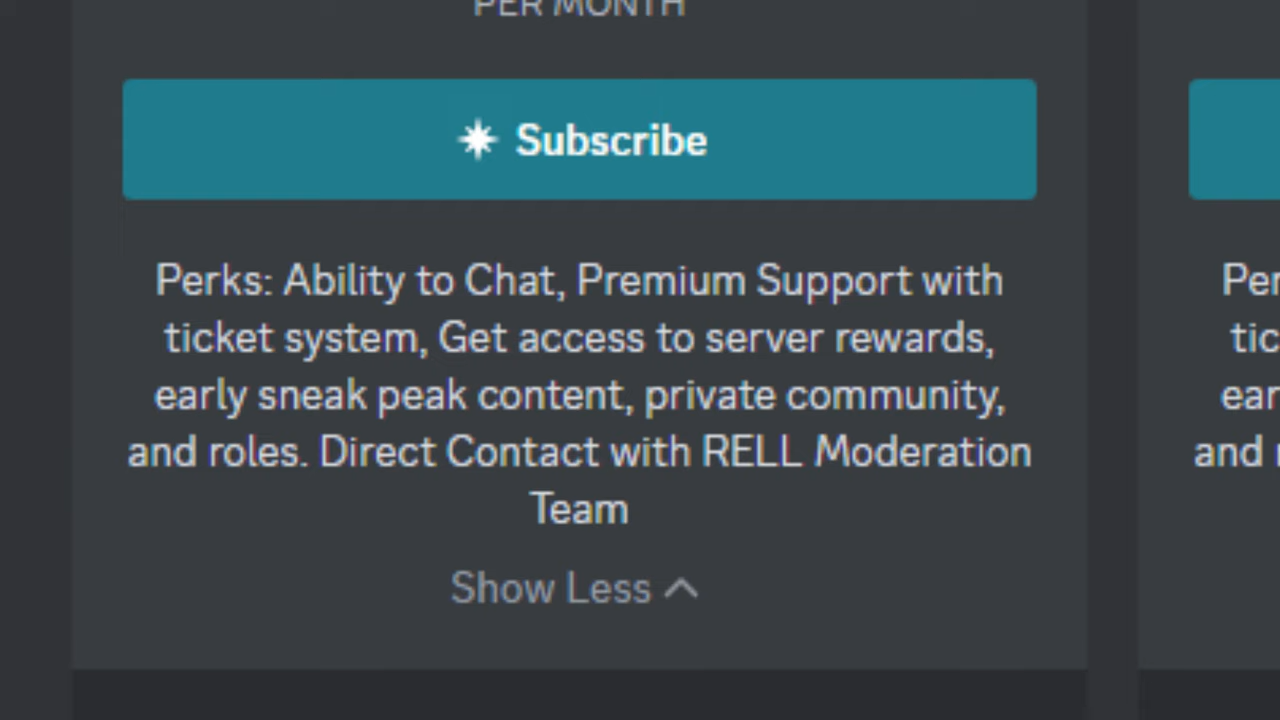 PER MONTH
Subscribe
Perks: Ability to Chat, Premium Support with
ticket system, Get access to server rewards,
early sneak peak content, private community,
and roles. Direct Contact with RELL Moderation
Team
Show Less